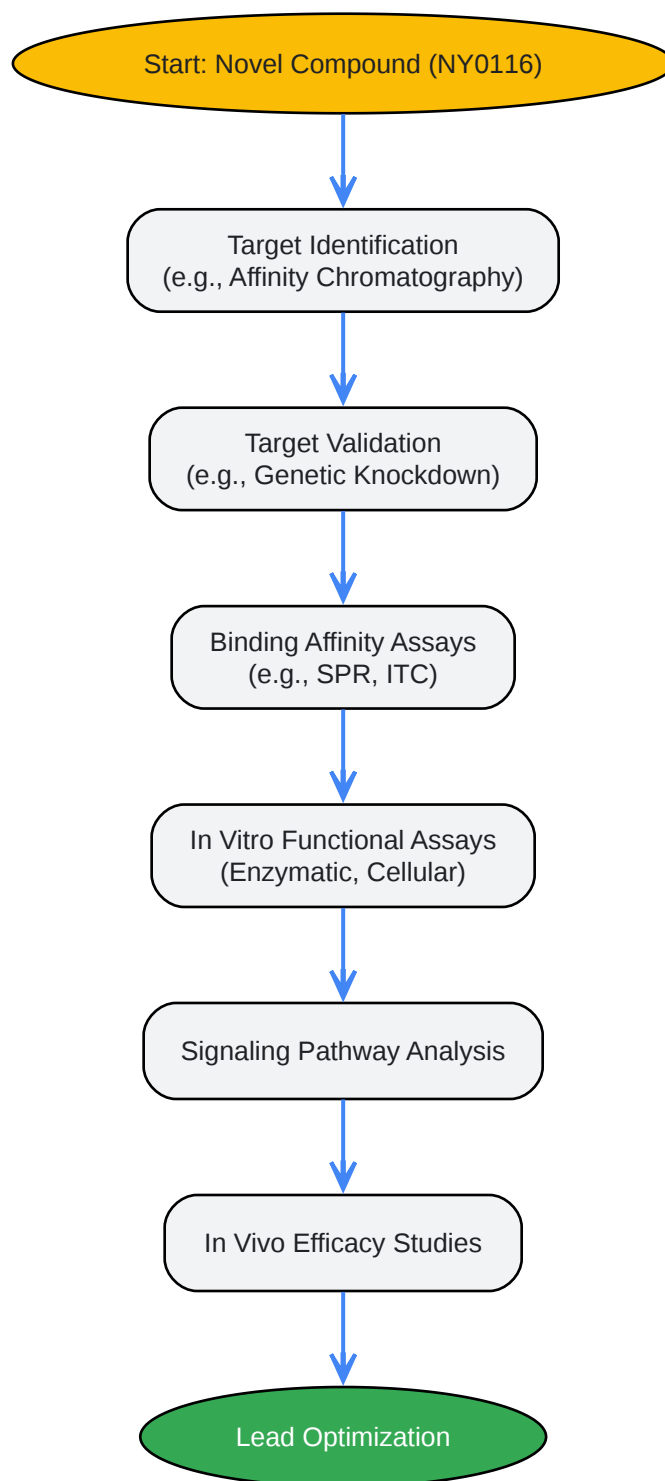 Start: Novel Compound (NY0116)
Target Identification
(e.g., Affinity Chromatography)
Target Validation
(e.g., Genetic Knockdown)
Binding Affinity Assays
(e.g., SPR, ITC)
In Vitro Functional Assays
(Enzymatic, Cellular)
Signaling Pathway Analysis
In Vivo Efficacy Studies
Lead Optimization